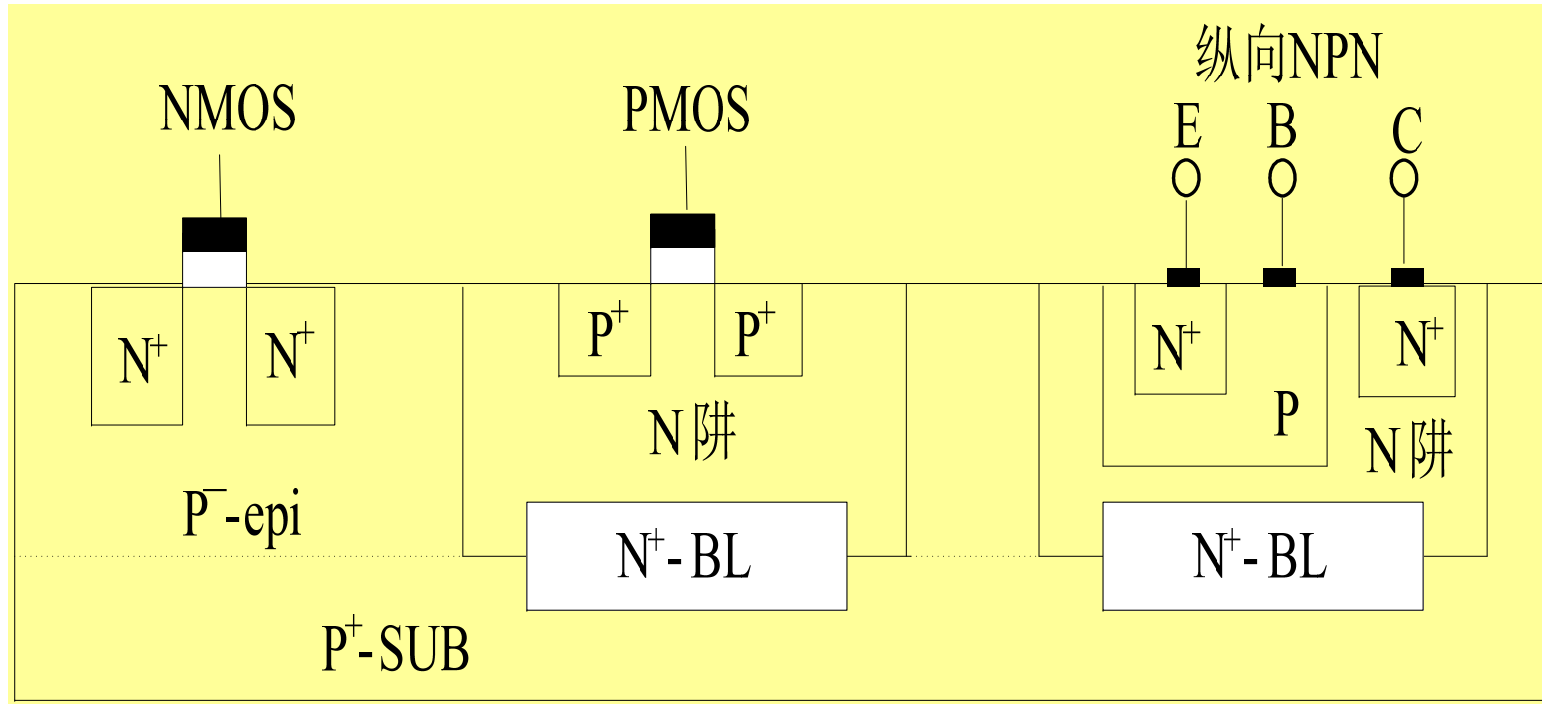 纵向NPN
NMOS
PMOS
E
B
C
N⁺
N⁺
P⁺
P⁺
N⁺
N⁺
P
N阱
N阱
P⁻-epi
N⁺-BL
N⁺-BL
P⁺-SUB